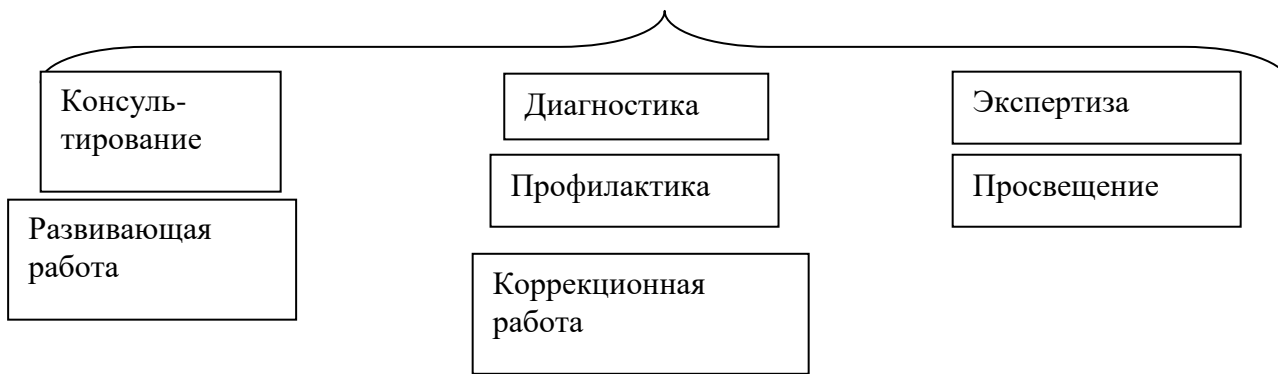 Консуль-
тирование
Диагностика
Экспертиза
Профилактика
Просвещение
Развивающая
работа
Коррекционная
работа